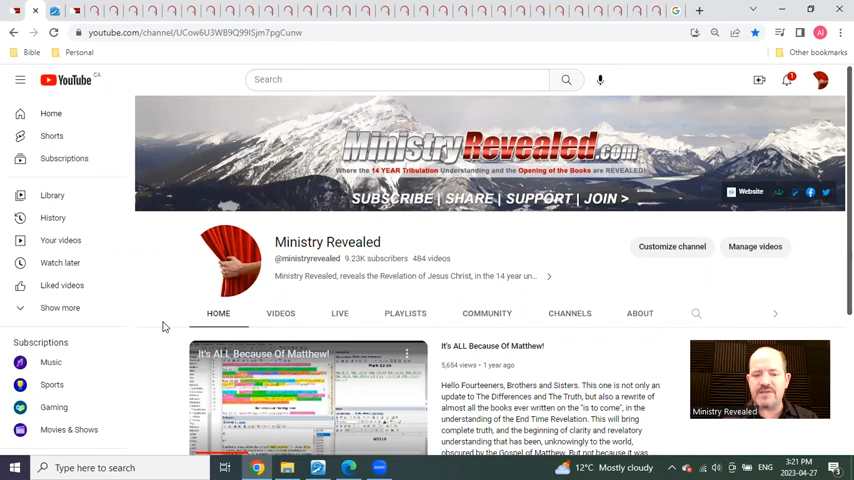 youtube.com/channel/UCow6U3WB9Q99ISjm7pgCunw
Bible
Personal
Other bookmarks
YouTube CA
Search
1
AI
Home
Shorts
Subscriptions
Library
History
Your videos
Watch later
Liked videos
Show more
Subscriptions
Music
Sports
Gaming
Movies & Shows
MinistryRevealed.com
Where the 14 YEAR Tribulation Understanding and the Opening of the Books are REVEALED!
SUBSCRIBE | SHARE | SUPPORT | JOIN >
Website
Ministry Revealed
@ministryrevealed 9.23K subscribers 484 videos
Ministry Revealed, reveals the Revelation of Jesus Christ, in the 14 year un...
Customize channel
Manage videos
HOME VIDEOS LIVE PLAYLISTS COMMUNITY CHANNELS ABOUT
It's ALL Because Of Matthew!
It's ALL Because Of Matthew!
5,654 views • 1 year ago
Hello Fourteeners, Brothers and Sisters. This one is not only an
update to The Differences and The Truth, but also a rewrite of
almost all the books ever written on the "is to come", in the
understanding of the End Time Revelation. This will bring
complete truth, and the beginning of clarity and revelatory
understanding that has been, unknowingly to the world,
obscured by the Gospel of Matthew. But not because it was
Ministry Revealed
Type here to search
12°C Mostly cloudy
ENG
3:21 PM
2023-04-27
3